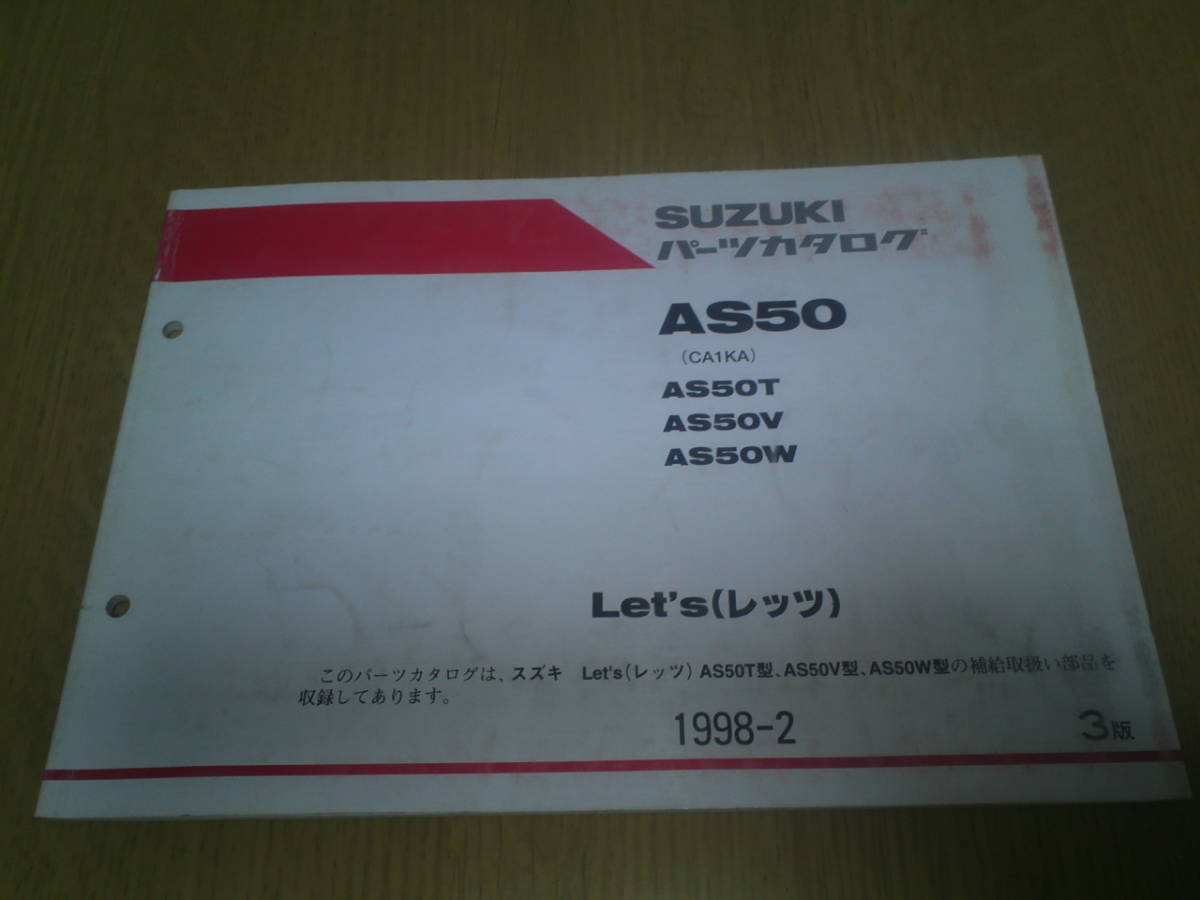 SUZUKI
パーツカタログ
AS50
(CA1KA)
AS50T
AS50V
AS50W
Let's(レッツ)
このパーツカタログは、スズキ Let's(レッツ) AS50T型、AS50V型、AS50W型の補給取扱い部品を
収録してあります。
1998-2 3版